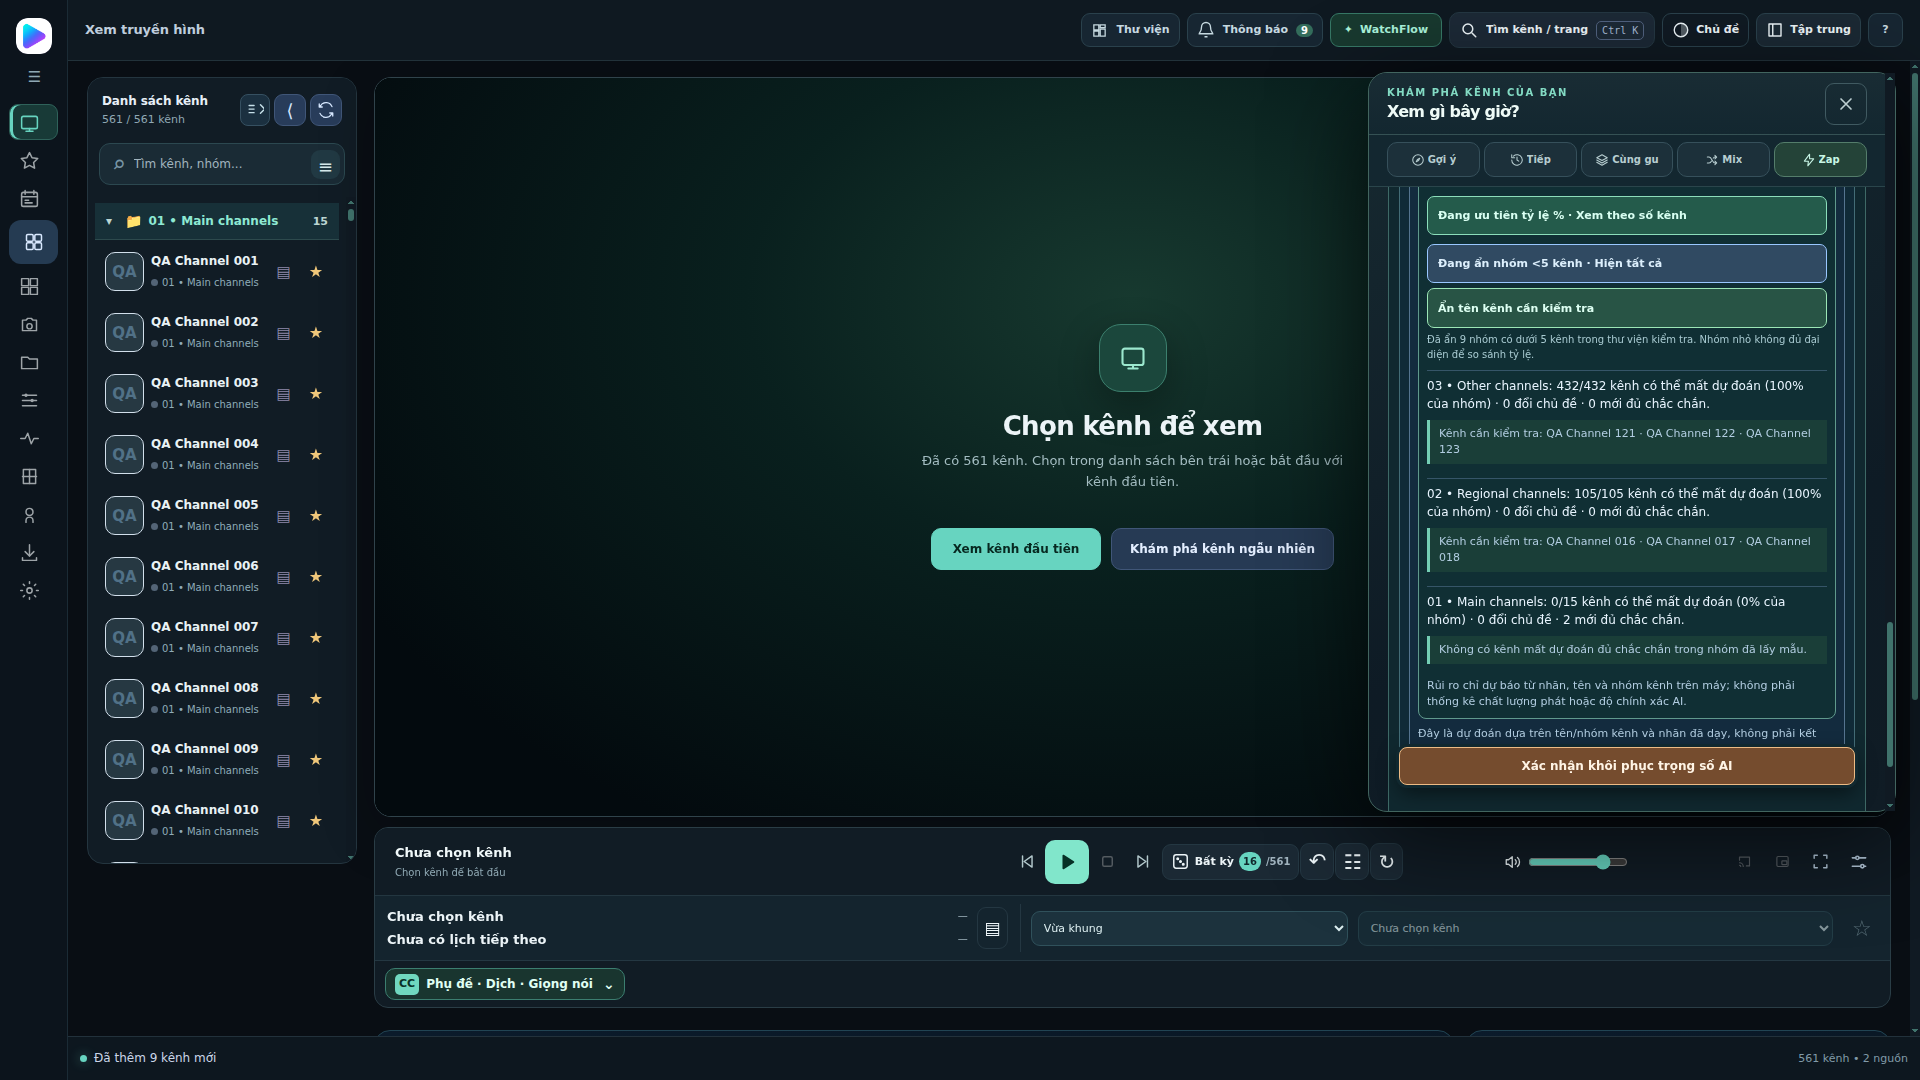 Xem truyền hình
Thư viện
Thông báo 9
WatchFlow
Tìm kênh / trang Ctrl K
Chủ đề
Tập trung
?
Danh sách kênh
561 / 561 kênh
Tìm kênh, nhóm...
01 • Main channels 15
QA QA Channel 001
01 • Main channels
QA QA Channel 002
01 • Main channels
QA QA Channel 003
01 • Main channels
QA QA Channel 004
01 • Main channels
QA QA Channel 005
01 • Main channels
QA QA Channel 006
01 • Main channels
QA QA Channel 007
01 • Main channels
QA QA Channel 008
01 • Main channels
QA QA Channel 009
01 • Main channels
QA QA Channel 010
01 • Main channels
Chọn kênh để xem
Đã có 561 kênh. Chọn trong danh sách bên trái hoặc bắt đầu với
kênh đầu tiên.
Xem kênh đầu tiên
Khám phá kênh ngẫu nhiên
KHÁM PHÁ KÊNH CỦA BẠN
Xem gì bây giờ?
Gợi ý
Tiếp
Cùng gu
Mix
Zap
Đang ưu tiên tỷ lệ % · Xem theo số kênh
Đang ẩn nhóm <5 kênh · Hiện tất cả
Ẩn tên kênh cần kiểm tra
Đã ẩn 9 nhóm có dưới 5 kênh trong thư viện kiểm tra. Nhóm nhỏ không đủ đại
diện để so sánh tỷ lệ.
03 • Other channels: 432/432 kênh có thể mất dự đoán (100%
của nhóm) · 0 đổi chủ đề · 0 mới đủ chắc chắn.
Kênh cần kiểm tra: QA Channel 121 · QA Channel 122 · QA Channel
123
02 • Regional channels: 105/105 kênh có thể mất dự đoán (100%
của nhóm) · 0 đổi chủ đề · 0 mới đủ chắc chắn.
Kênh cần kiểm tra: QA Channel 016 · QA Channel 017 · QA Channel
018
01 • Main channels: 0/15 kênh có thể mất dự đoán (0% của
nhóm) · 0 đổi chủ đề · 2 mới đủ chắc chắn.
Không có kênh mất dự đoán đủ chắc chắn trong nhóm đã lấy mẫu.
Rủi ro chỉ dự báo từ nhãn, tên và nhóm kênh trên máy; không phải
thống kê chất lượng phát hoặc độ chính xác AI.
Đây là dự đoán dựa trên tên/nhóm kênh và nhãn đã dạy, không phải kết
Xác nhận khôi phục trọng số AI
Chưa chọn kênh
Chọn kênh để bắt đầu
Bất kỳ 16 /561
Chưa chọn kênh —
Chưa có lịch tiếp theo —
Vừa khung
Chưa chọn kênh
CC Phụ đề · Dịch · Giọng nói
Đã thêm 9 kênh mới
561 kênh • 2 nguồn